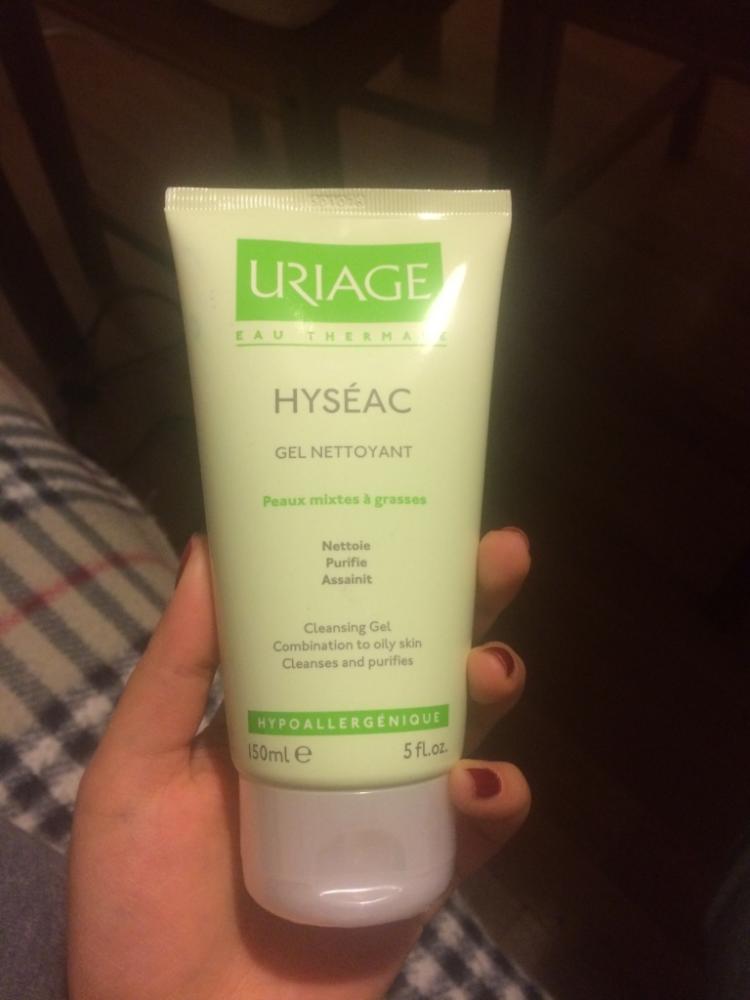 URIAGE
EAU THERMALE
HYSÉAC
GEL NETTOYANT
Peaux mixtes à grasses
Nettoie
Purifie
Assainit
Cleansing Gel
Combination to oily skin
Cleanses and purifies
HYPOALLERGÉNIQUE
150ml e 5 fl.oz.